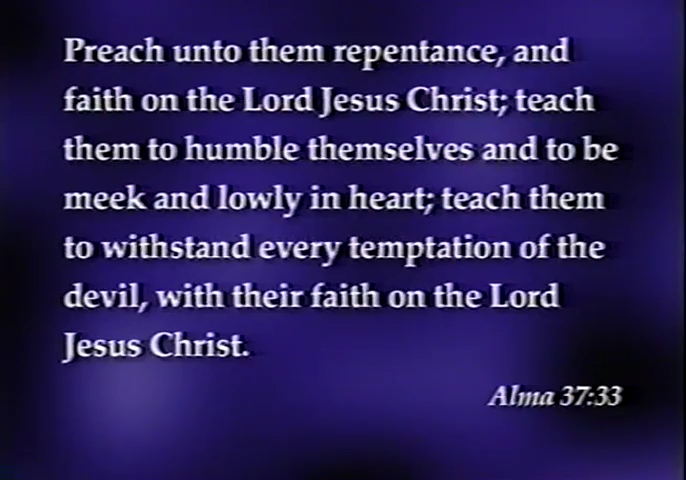 Preach unto them repentance, and
faith on the Lord Jesus Christ; teach
them to humble themselves and to be
meek and lowly in heart; teach them
to withstand every temptation of the
devil, with their faith on the Lord
Jesus Christ.
Alma 37:33